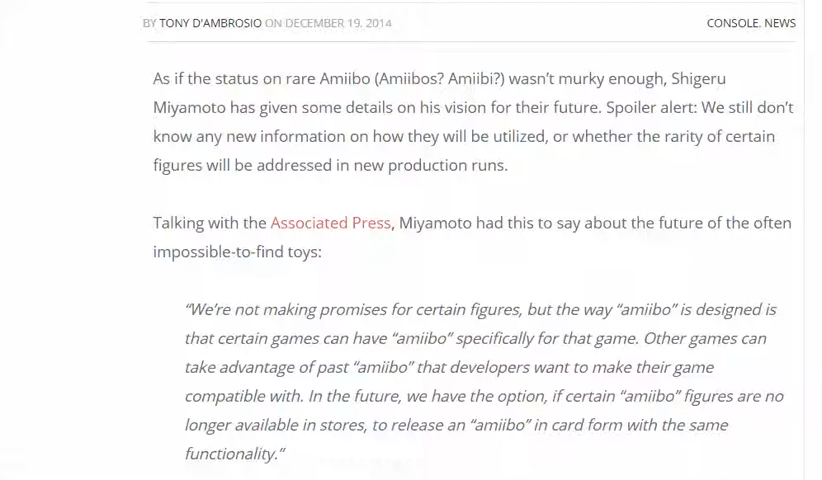 BY TONY D'AMBROSIO ON DECEMBER 19, 2014 CONSOLE, NEWS
As if the status on rare Amiibo (Amiibos? Amiibi?) wasn't murky enough, Shigeru
Miyamoto has given some details on his vision for their future. Spoiler alert: We still don't
know any new information on how they will be utilized, or whether the rarity of certain
figures will be addressed in new production runs.
Talking with the Associated Press, Miyamoto had this to say about the future of the often
impossible-to-find toys:
“We're not making promises for certain figures, but the way “amiibo” is designed is
that certain games can have “amiibo” specifically for that game. Other games can
take advantage of past “amiibo” that developers want to make their game
compatible with. In the future, we have the option, if certain “amiibo” figures are no
longer available in stores, to release an “amiibo” in card form with the same
functionality.”